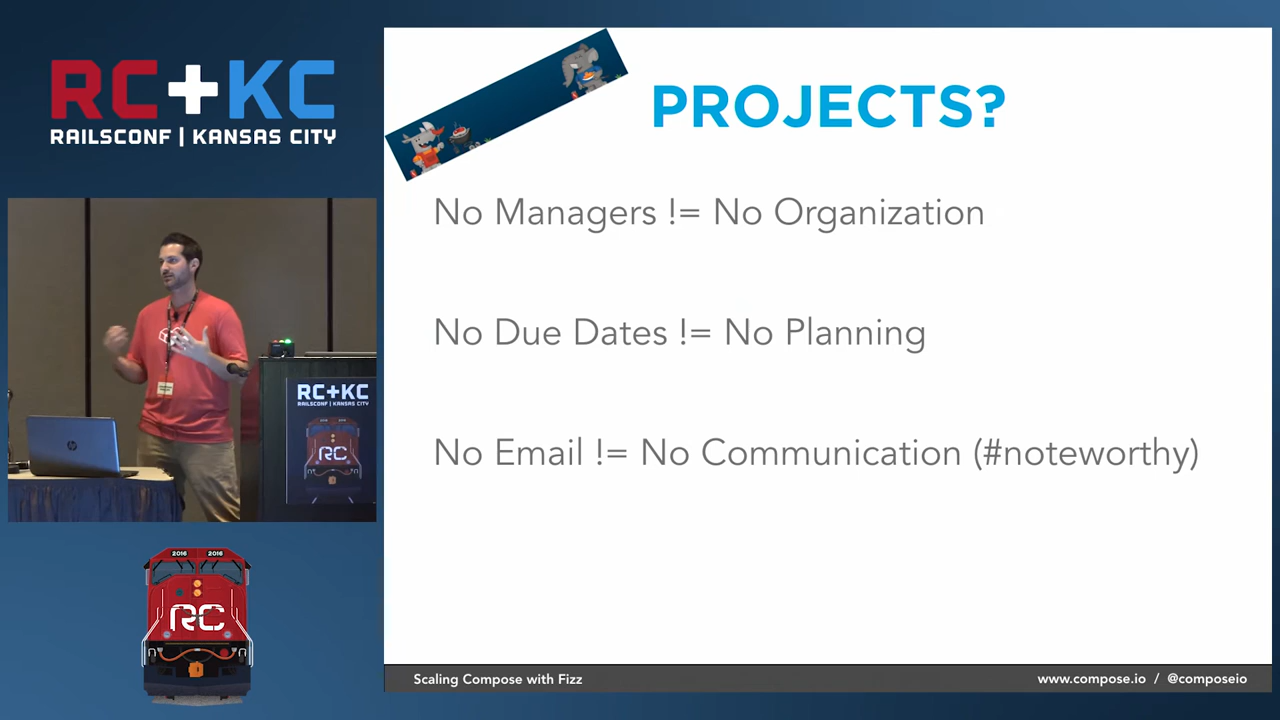 RC+KC
RAILSCONF | KANSAS CITY
PROJECTS?
No Managers != No Organization
No Due Dates != No Planning
No Email != No Communication (#noteworthy)
RC+KC
RAILSCONF | KANSAS CITY
RC
hp
2016 2016
RC
Scaling Compose with Fizz
www.compose.io / @composeio